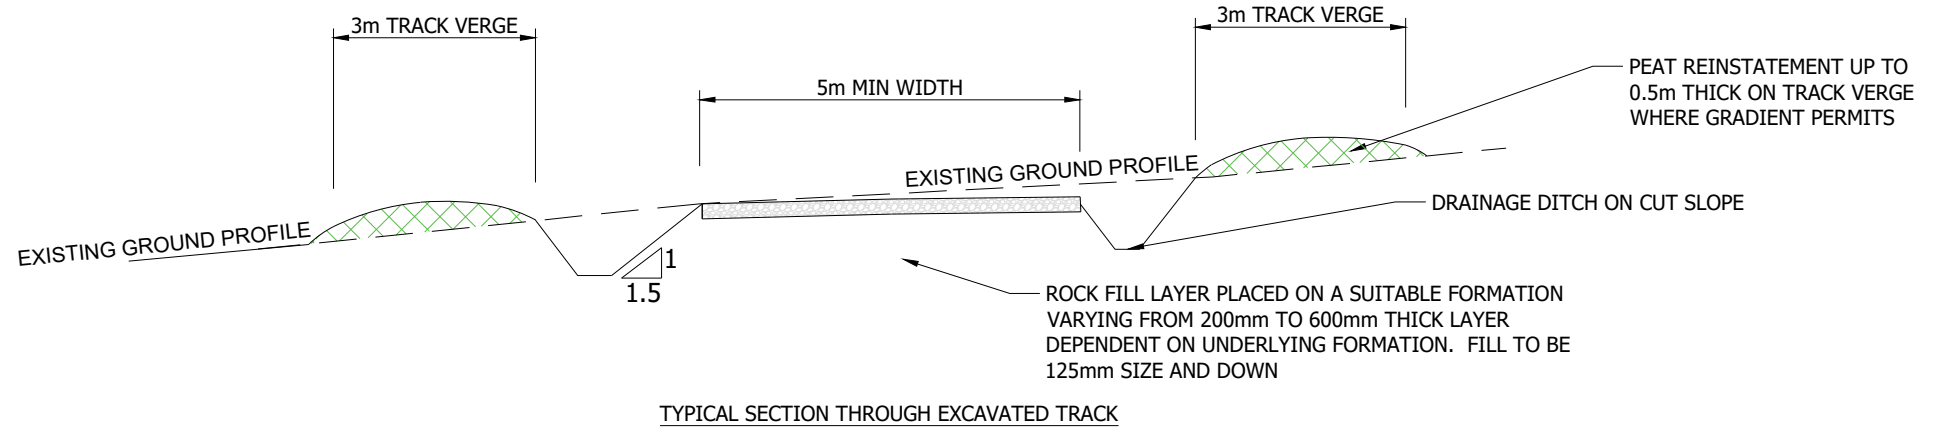 3m TRACK VERGE
3m TRACK VERGE
5m MIN WIDTH
PEAT REINSTATEMENT UP TO
0.5m THICK ON TRACK VERGE
WHERE GRADIENT PERMITS
EXISTING GROUND PROFILE
DRAINAGE DITCH ON CUT SLOPE
EXISTING GROUND PROFILE
1
1.5
ROCK FILL LAYER PLACED ON A SUITABLE FORMATION
VARYING FROM 200mm TO 600mm THICK LAYER
DEPENDENT ON UNDERLYING FORMATION. FILL TO BE
125mm SIZE AND DOWN
TYPICAL SECTION THROUGH EXCAVATED TRACK